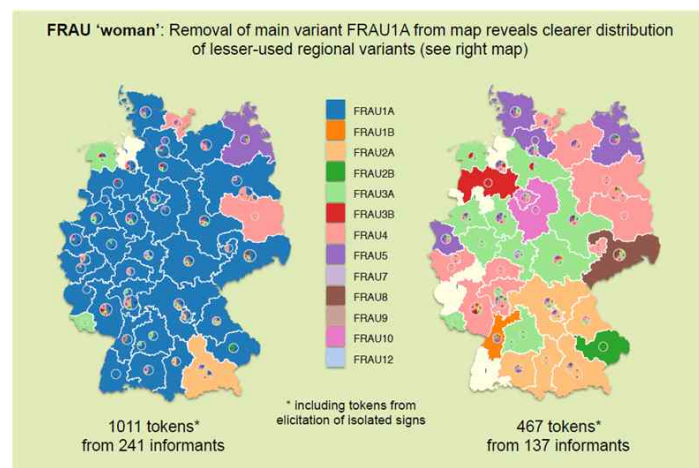 FRAU ‘woman’: Removal of main variant FRAU1A from map reveals clearer distribution
of lesser-used regional variants (see right map)
FRAU1A
FRAU1B
FRAU2A
FRAU2B
FRAU3A
FRAU3B
FRAU4
FRAU5
FRAU7
FRAU8
FRAU9
FRAU10
FRAU12
* including tokens from
elicitation of isolated signs
1011 tokens*
from 241 informants
467 tokens*
from 137 informants